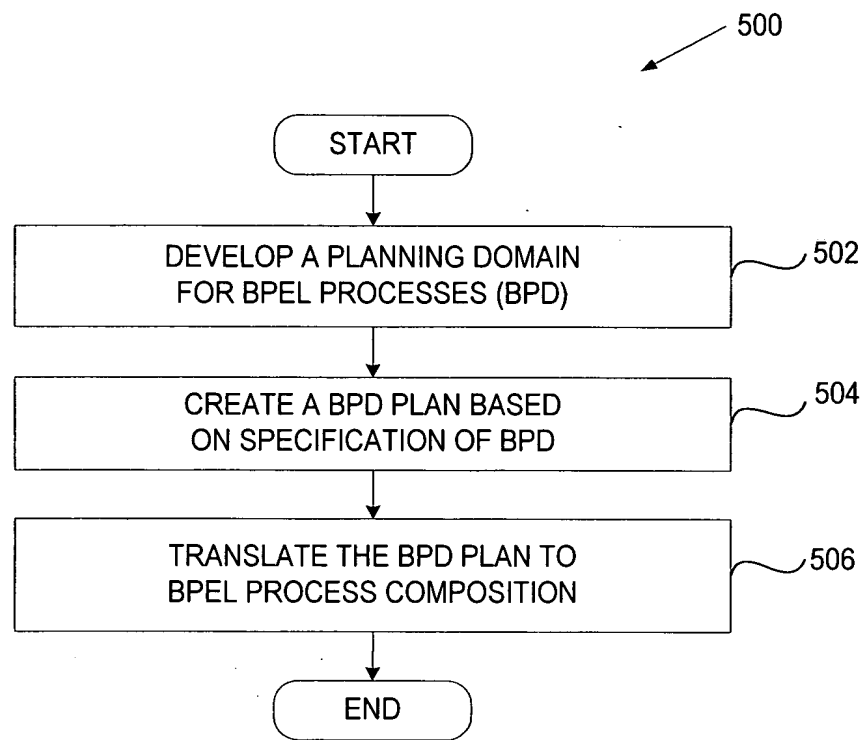 500
START
DEVELOP A PLANNING DOMAIN
FOR BPEL PROCESSES (BPD)
502
CREATE A BPD PLAN BASED
ON SPECIFICATION OF BPD
504
TRANSLATE THE BPD PLAN TO
BPEL PROCESS COMPOSITION
506
END